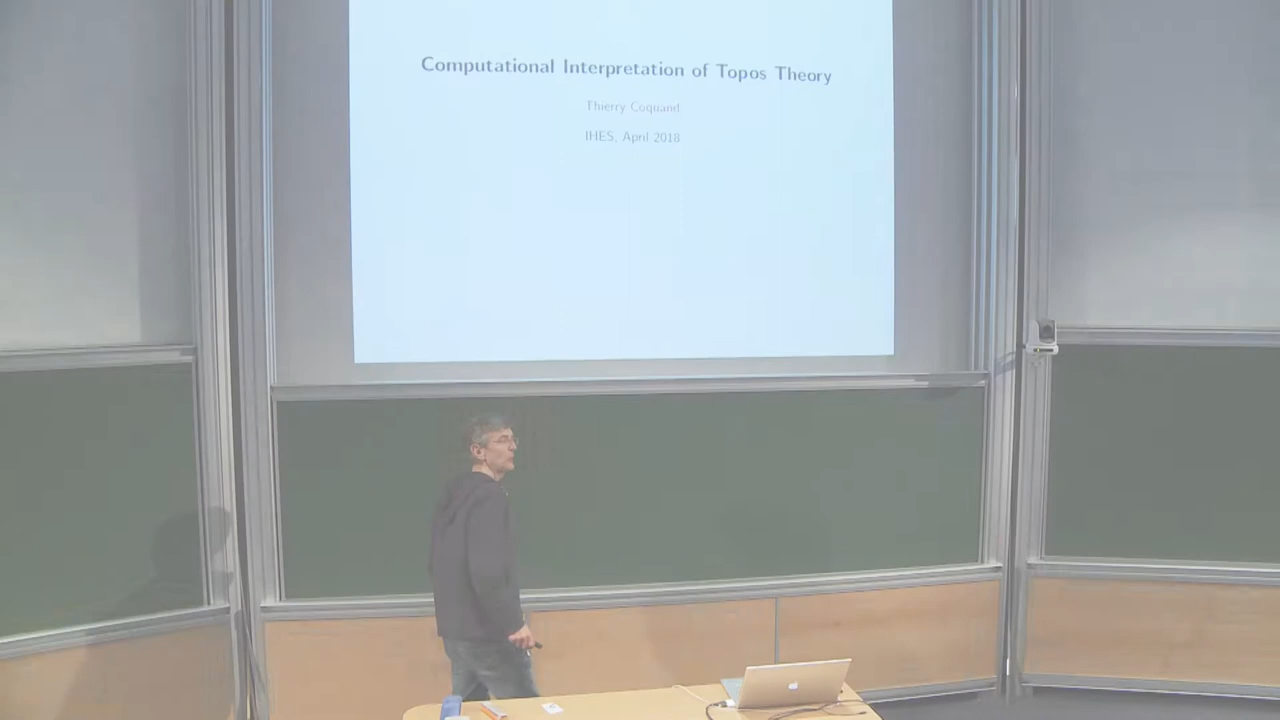 Computational Interpretation of Topos Theory
Thierry Coquand
IHES, April 2018